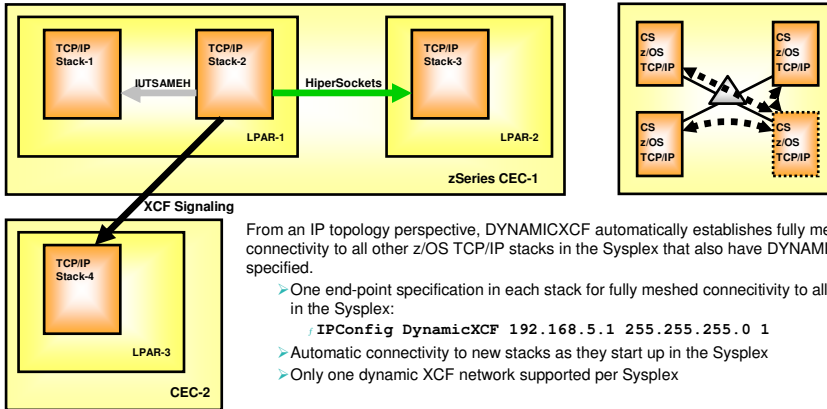 TCP/IP
Stack-1
TCP/IP
Stack-2
TCP/IP
Stack-3
IUTSAMEH
HiperSockets
LPAR-1
LPAR-2
zSeries CEC-1
CS
z/OS
TCP/IP
CS
z/OS
TCP/IP
CS
z/OS
TCP/IP
CS
z/OS
TCP/IP
XCF Signaling
TCP/IP
Stack-4
LPAR-3
CEC-2
From an IP topology perspective, DYNAMICXCF automatically establishes fully me
connectivity to all other z/OS TCP/IP stacks in the Sysplex that also have DYNAMI
specified.
➢One end-point specification in each stack for fully meshed connecitivity to all
in the Sysplex:
ƒIPConfig DynamicXCF 192.168.5.1 255.255.255.0 1
➢Automatic connectivity to new stacks as they start up in the Sysplex
➢Only one dynamic XCF network supported per Sysplex